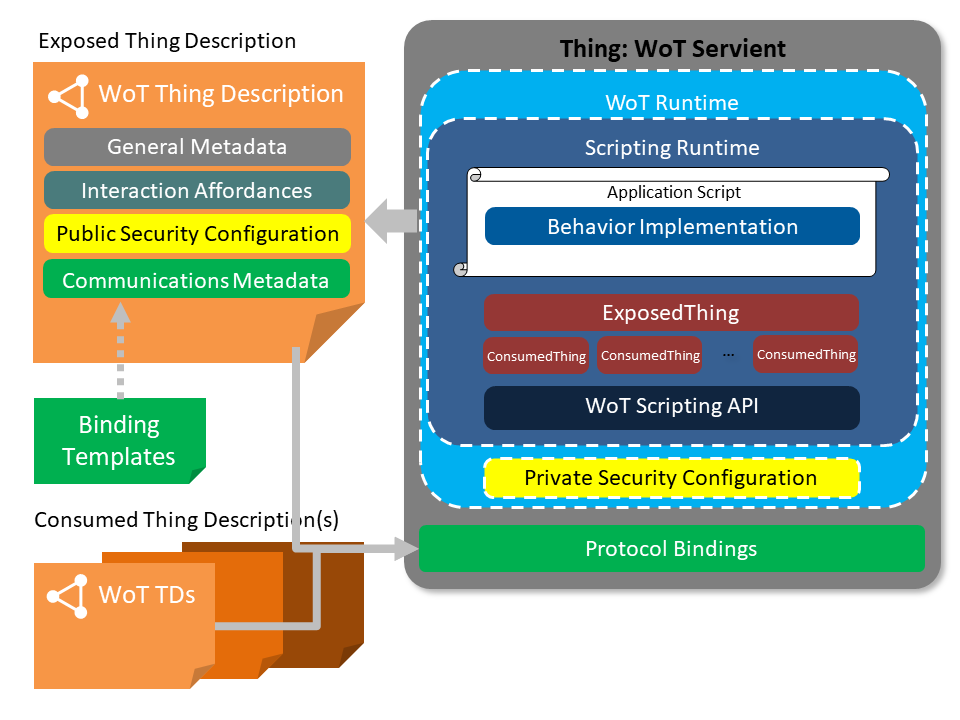 Exposed Thing Description
WoT Thing Description
General Metadata
Interaction Affordances
Public Security Configuration
Communications Metadata
Binding
Templates
Consumed Thing Description(s)
WoT TDs
Thing: WoT Servient
WoT Runtime
Scripting Runtime
Application Script
Behavior Implementation
ExposedThing
ConsumedThing ConsumedThing ... ConsumedThing
WoT Scripting API
Private Security Configuration
Protocol Bindings